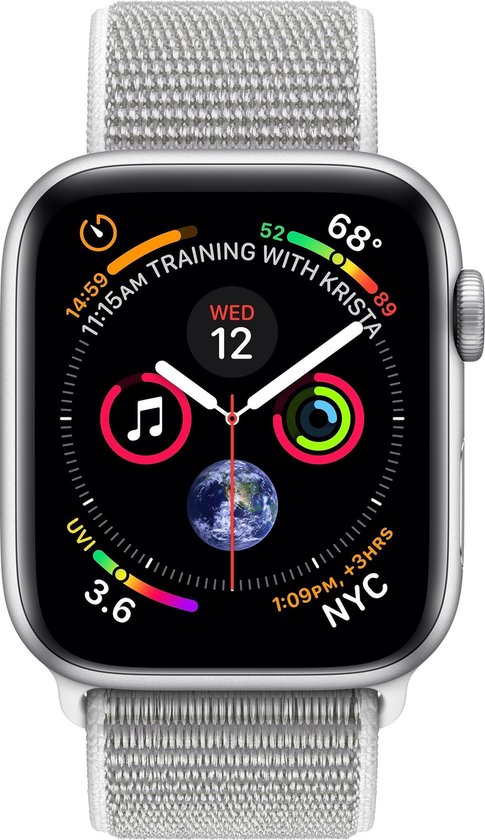 14:59
11:15AM TRAINING WITH KRISTA
52
68°
89
WED
12
UVI
3.6
1:09PM, +3HRS
NYC